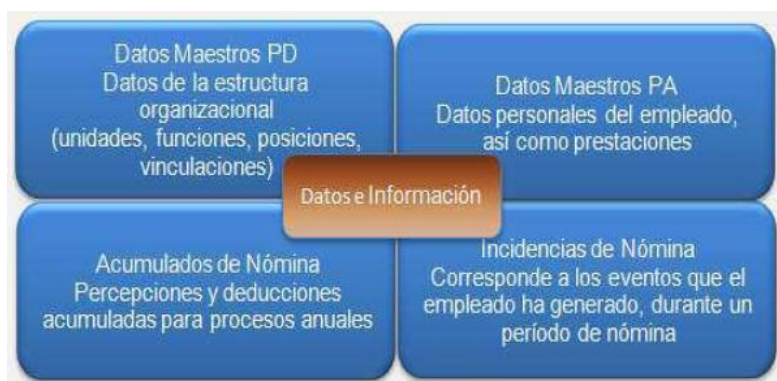 Datos Maestros PD
Datos de la estructura
organizacional
(unidades, funciones, posiciones,
vinculaciones)
Datos Maestros PA
Datos personales del empleado,
así como prestaciones
Datos e Información
Acumulados de Nómina
Percepciones y deducciones
acumuladas para procesos anuales
Incidencias de Nómina
Corresponde a los eventos que el
empleado ha generado, durante un
período de nómina